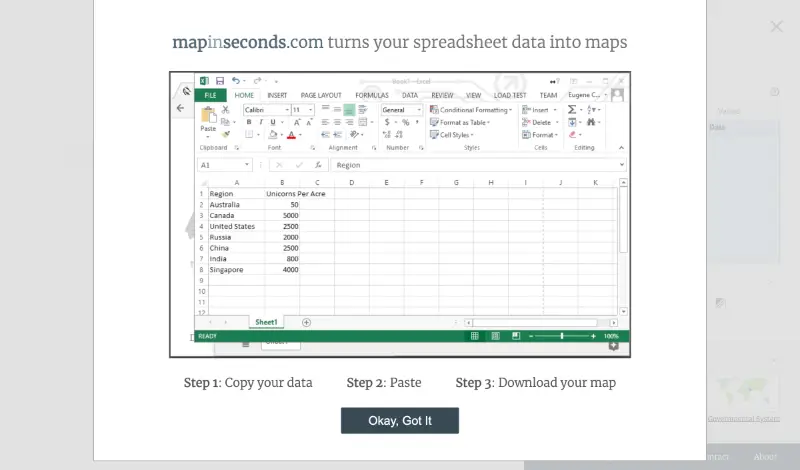 mapinseconds.com turns your spreadsheet data into maps
Sheet1 - Excel
FILE HOME INSERT PAGE LAYOUT FORMULAS DATA REVIEW VIEW LOAD TEST TEAM Eugene C...
Calibri 11 General Conditional Formatting Insert
Paste B I U Format as Table Delete
Cell Styles Format
Clipboard Font Alignment Number Styles Cells Editing
A1 Region
A B C D E F G H I J K
1 Region Unicorns Per Acre
2 Australia 50
3 Canada 5000
4 United States 2500
5 Russia 2000
6 China 2500
7 India 800
8 Singapore 4000
9
10
11
12
Sheet1
READY 100%
Step 1: Copy your data Step 2: Paste Step 3: Download your map
Okay, Got It
Data
Governmental System
About